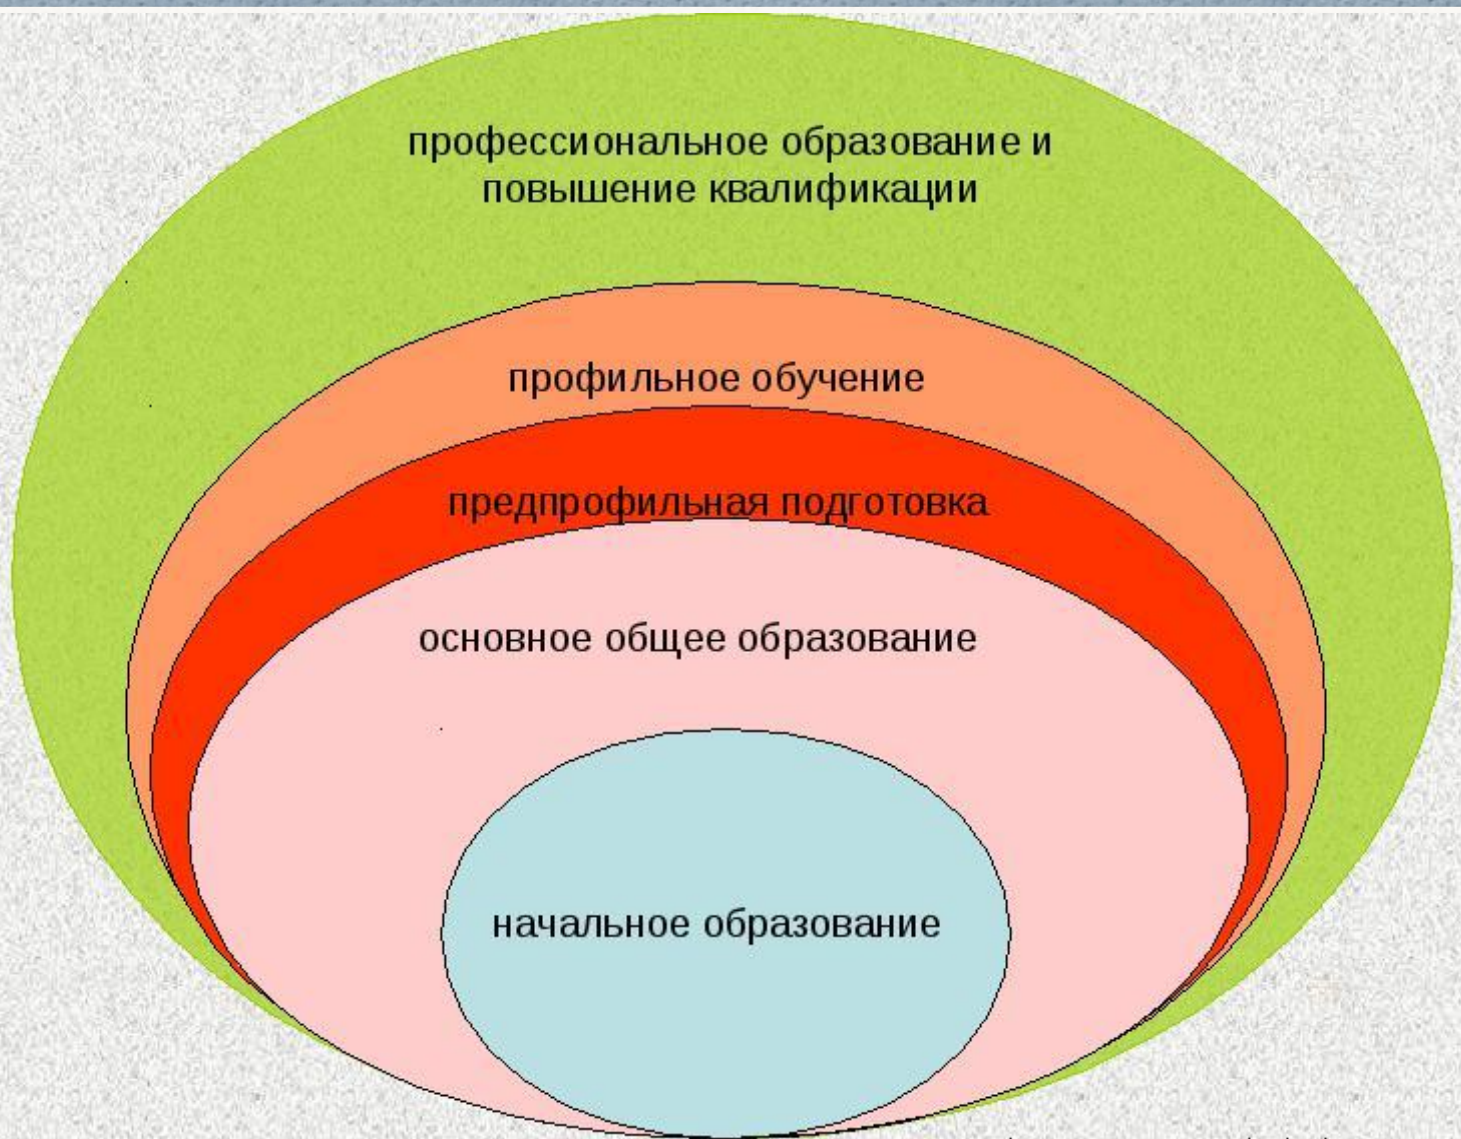 профессиональное образование и
повышение квалификации
профильное обучение
предпрофильная подготовка
основное общее образование
начальное образование